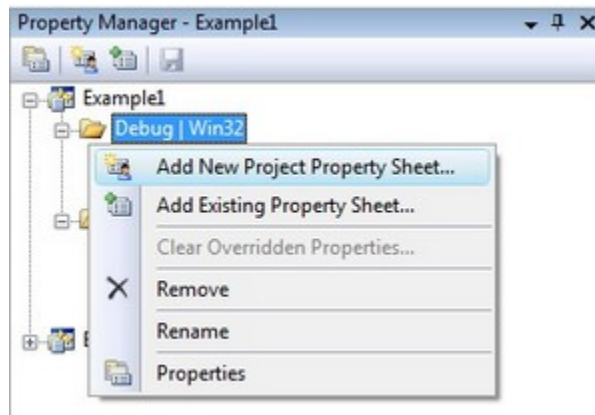 Property Manager - Example1
Example1
Debug | Win32
Add New Project Property Sheet...
Add Existing Property Sheet...
Clear Overridden Properties...
Remove
Rename
Properties